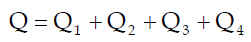 Q = Q₁ + Q₂ + Q₃ + Q₄